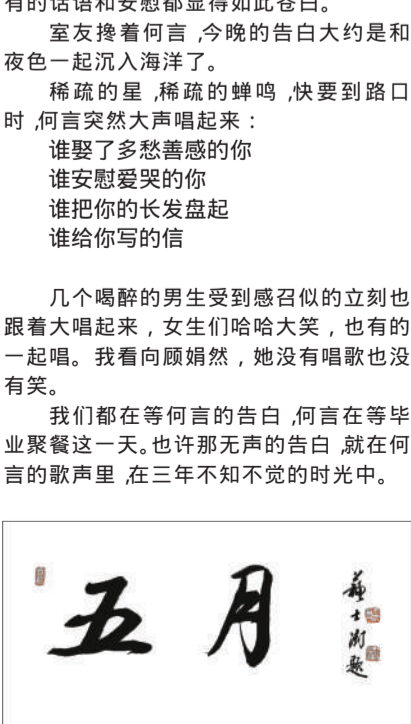 有的话语和安慰都显得如此苍白。
室友搀着何言,今晚的告白大约是和
夜色一起沉入海洋了。
稀疏的星,稀疏的蝉鸣,快要到路口
时,何言突然大声唱起来：
谁娶了多愁善感的你
谁安慰爱哭的你
谁把你的长发盘起
谁给你写的信
几个喝醉的男生受到感召似的立刻也
跟着大唱起来，女生们哈哈大笑，也有的
一起唱。我看向顾娟然，她没有唱歌也没
有笑。
我们都在等何言的告白,何言在等毕
业聚餐这一天。也许那无声的告白,就在何
言的歌声里,在三年不知不觉的时光中。
五月
苏士澍题